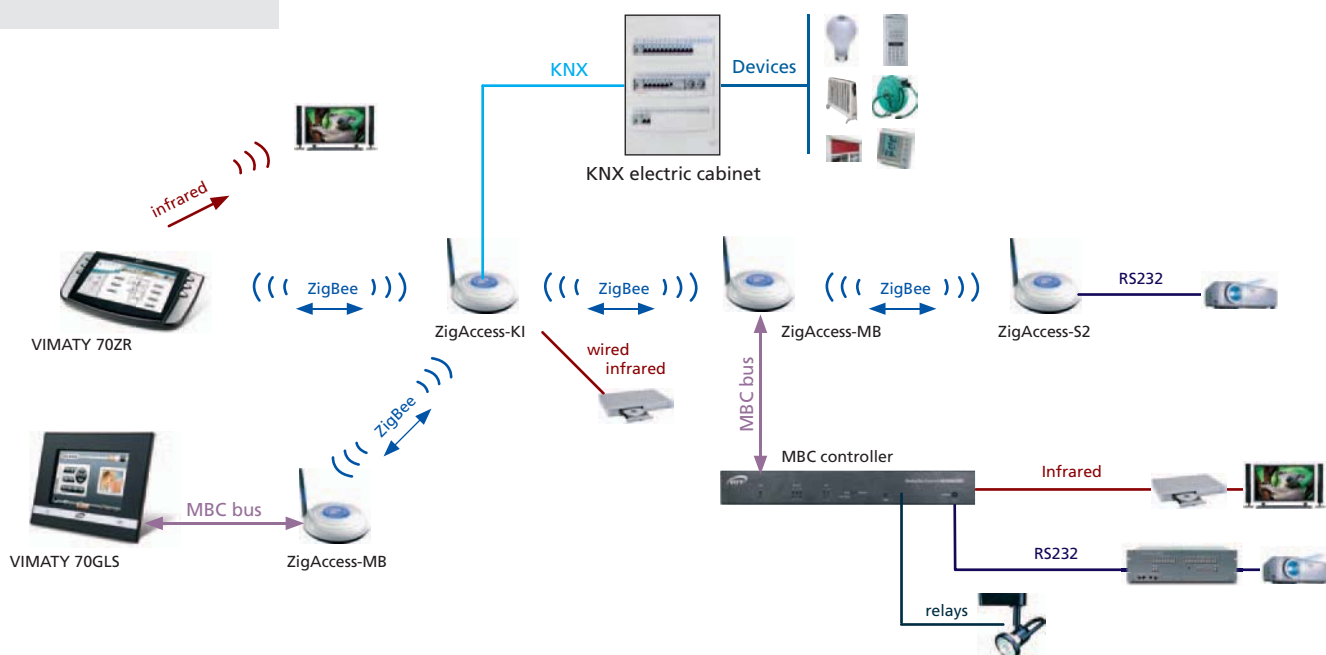 KNX
Devices
KNX electric cabinet
infrared
ZigBee
ZigBee
ZigBee
RS232
VIMATY 70ZR
ZigAccess-KI
ZigAccess-MB
ZigAccess-S2
wired
infrared
ZigBee
MBC bus
MBC controller
Infrared
MBC bus
RS232
VIMATY 70GLS
ZigAccess-MB
relays